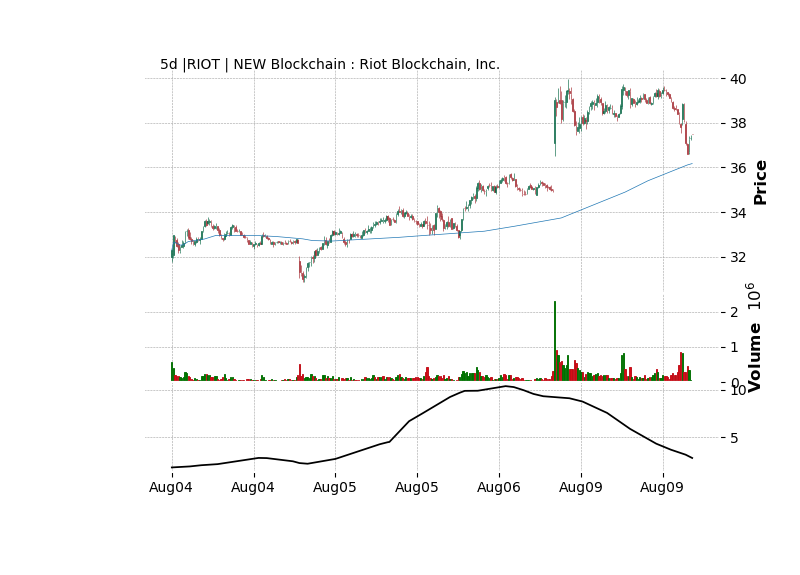 5d |RIOT | NEW Blockchain : Riot Blockchain, Inc.
40
38
36
34
32
Price
2
1
0
Volume 10^6
10
5
Aug04 Aug04 Aug05 Aug05 Aug06 Aug09 Aug09